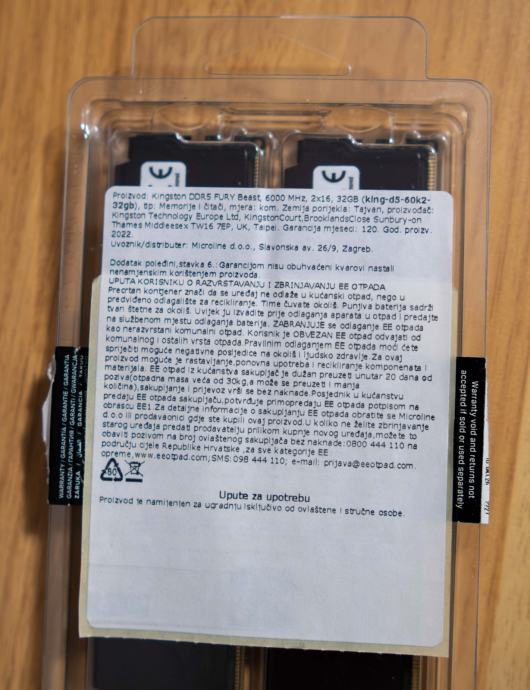 Proizvod: Kingston DDR5 FURY Beast, 6000 MHz, 2x16, 32GB (king-d5-60k2-
32gb), tip: Memorije i čitači, mjera: kom. Zemlja porijekla: Tajvan, proizvođač:
Kingston Technology Europe Ltd, KingstonCourt,BrooklandsClose Sunbury-on
Thames Middleesex TW16 7EP, UK, Taipei. Garancija mjeseci: 120. God. proizv.
2022.
Uvoznik/distributer: Microline d.o.o., Slavonska av. 26/9, Zagreb.
Dodatak poleđini,stavka 6.:Garancijom nisu obuhvaćeni kvarovi nastali
nenamjenskim korištenjem proizvoda.
UPUTA KORISNIKU O RAZVRSTAVANJU I ZBRINJAVANJU EE OTPADA
Precrtan kontjener znači da se uređaj ne odlaže u kućanski otpad, nego u
predviđeno odlagalište za recikliranje. Time čuvate okoliš. Punjiva baterija sadrži
tvari štetne za okoliš. Uvijek ju izvadite prije odlaganja aparata u otpad i predajte
na službenom mjestu odlaganja baterija. ZABRANJUJE se odlaganje EE otpada
kao nerazvrstani komunalni otpad. Korisnik je OBVEZAN EE otpad odvajati od
komunalnog i ostalih vrsta otpada Pravilnim odlaganjem EE otpada moći ćete
spriječiti moguće negativne posljedice na okoliš i ljudsko zdravlje.Za ovaj
proizvod moguće je rastavljanje,ponovna upotreba i recikliranje komponenata i
materijala. EE otpad iz kućanstva sakupljač je dužan preuzeti unutar 20 dana od
poziva(otpadna masa veća od 30kg,a može se preuzeti i manja
količina),sakupljanje i prijevoz vrši se bez naknade.Posjednik u kućanstvu
predaju EE otpada sakupljaču,potvrđuje primopredaju EE otpada potpisom na
obrascu EE1.Za detaljne informacije o sakupljanju EE otpada obratite se Microline
d.o.o ili prodavaonici gdje ste kupili ovaj proizvod.U koliko ne želite zbrinjavanje
starog uređaja predati prodavatelju prilikom kupnje novog uređaja,možete to
obaviti pozivom na broj ovlaštenog sakupljača bez naknade:0800 444 110 na
području cijele Republike Hrvatske ,za sve kategorije EE
opreme,www.eeotpad.com;SMS:098 444 110; e-mail: prijava@eeotpad.com.
Upute za upotrebu
Proizvod je namijenjen za ugradnju isključivo od ovlaštene i stručne osobe.
WARRANTY / GARANTIA / GARANTIE / GARANTIA
GARANZIA / ГАРАНТИЯ / GARANTI / GWARANCJA
ZÁRUKA
Warranty void and returns not
accepted if sold or used separately
CE
CE